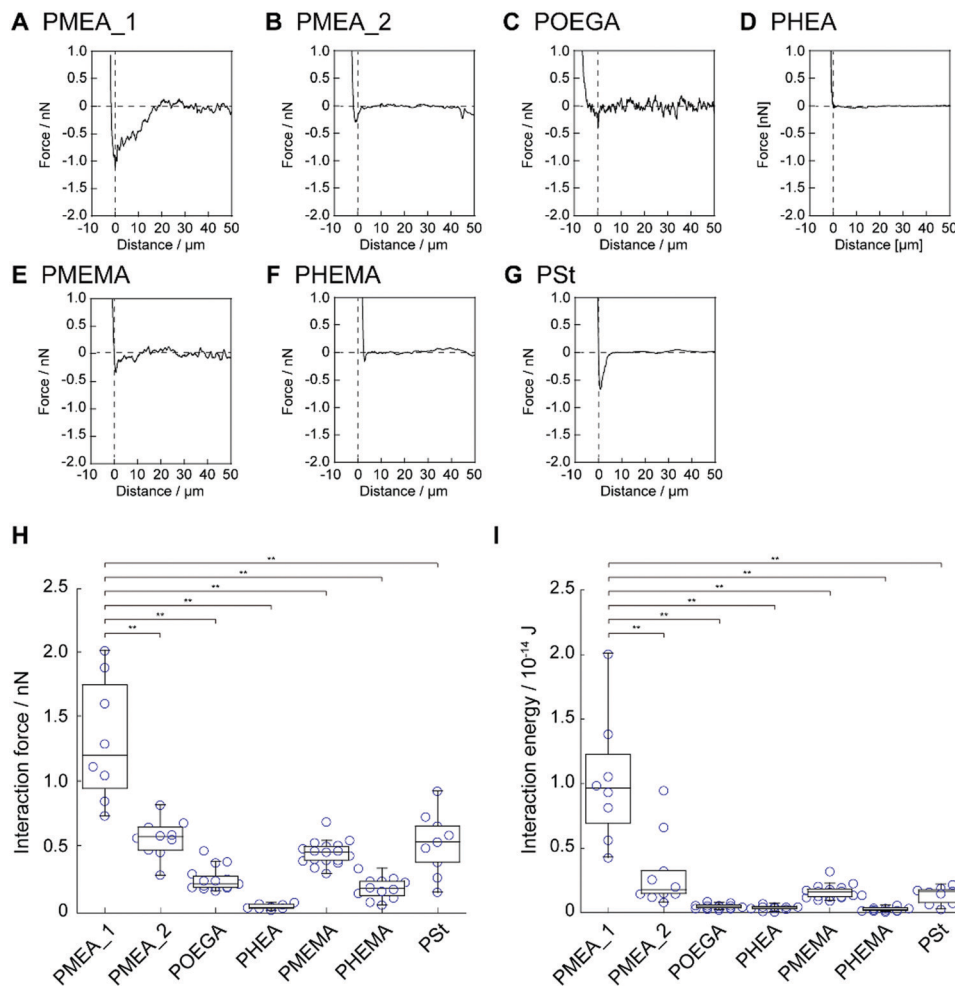 A PMEA_1
B PMEA_2
C POEGA
D PHEA
Force / nN
1.0
0.5
0
-0.5
-1.0
-1.5
-2.0
-10 0 10 20 30 40 50
Distance / µm
Force / nN
1.0
0.5
0
-0.5
-1.0
-1.5
-2.0
-10 0 10 20 30 40 50
Distance / µm
Force / nN
1.0
0.5
0
-0.5
-1.0
-1.5
-2.0
-10 0 10 20 30 40 50
Distance / µm
Force [nN]
1.0
0.5
0
-0.5
-1.0
-1.5
-2.0
-10 0 10 20 30 40 50
Distance [µm]
E PMEMA
F PHEMA
G PSt
Force / nN
1.0
0.5
0
-0.5
-1.0
-1.5
-2.0
-10 0 10 20 30 40 50
Distance / µm
Force / nN
1.0
0.5
0
-0.5
-1.0
-1.5
-2.0
-10 0 10 20 30 40 50
Distance / µm
Force / nN
1.0
0.5
0
-0.5
-1.0
-1.5
-2.0
-10 0 10 20 30 40 50
Distance / µm
H
Interaction force / nN
2.5
2.0
1.5
1.0
0.5
0
**
**
**
**
**
**
PMEA_1
PMEA_2
POEGA
PHEA
PMEMA
PHEMA
PSt
I
Interaction energy / 10⁻¹⁴ J
2.5
2.0
1.5
1.0
0.5
0
**
**
**
**
**
**
PMEA_1
PMEA_2
POEGA
PHEA
PMEMA
PHEMA
PSt